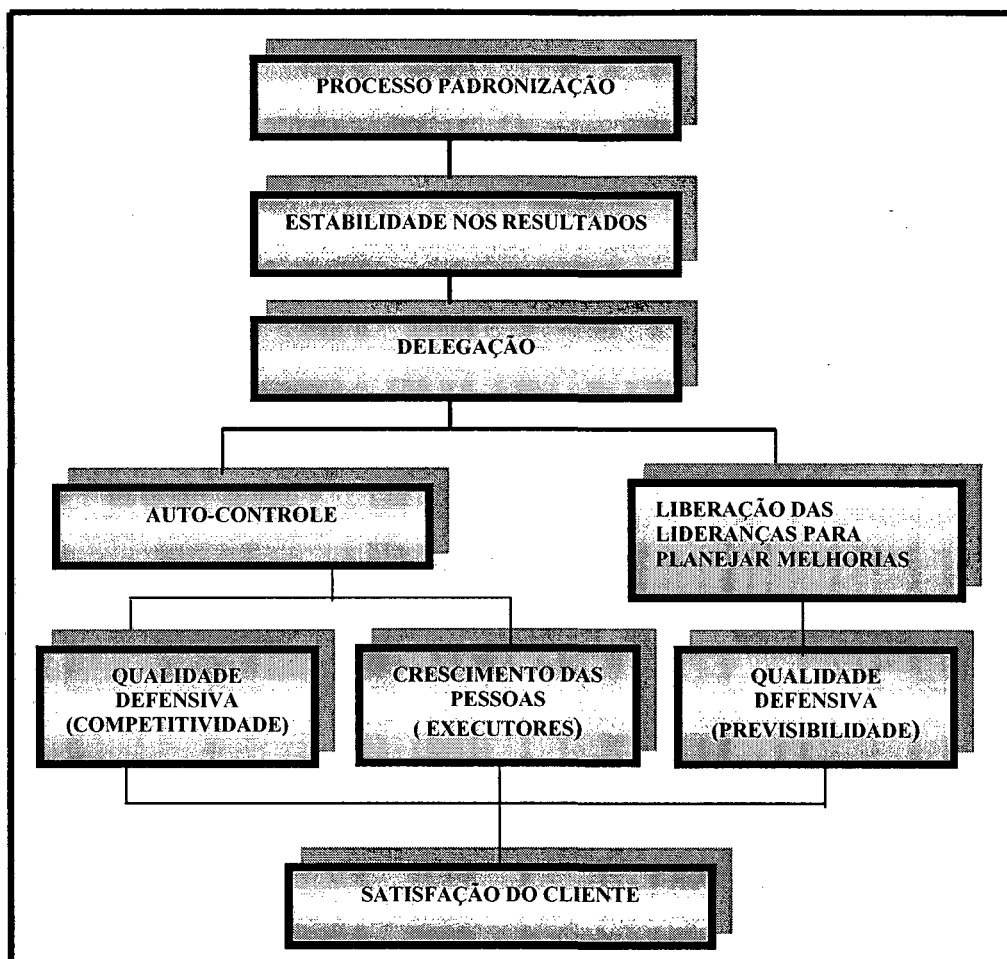 PROCESSO PADRONIZAÇÃO
ESTABILIDADE NOS RESULTADOS
DELEGAÇÃO
AUTO-CONTROLE
LIBERAÇÃO DAS
LIDERANÇAS PARA
PLANEJAR MELHORIAS
QUALIDADE
DEFENSIVA
(COMPETITIVIDADE)
CRESCIMENTO DAS
PESSOAS
( EXECUTORES)
QUALIDADE
DEFENSIVA
(PREVISIBILIDADE)
SATISFAÇÃO DO CLIENTE